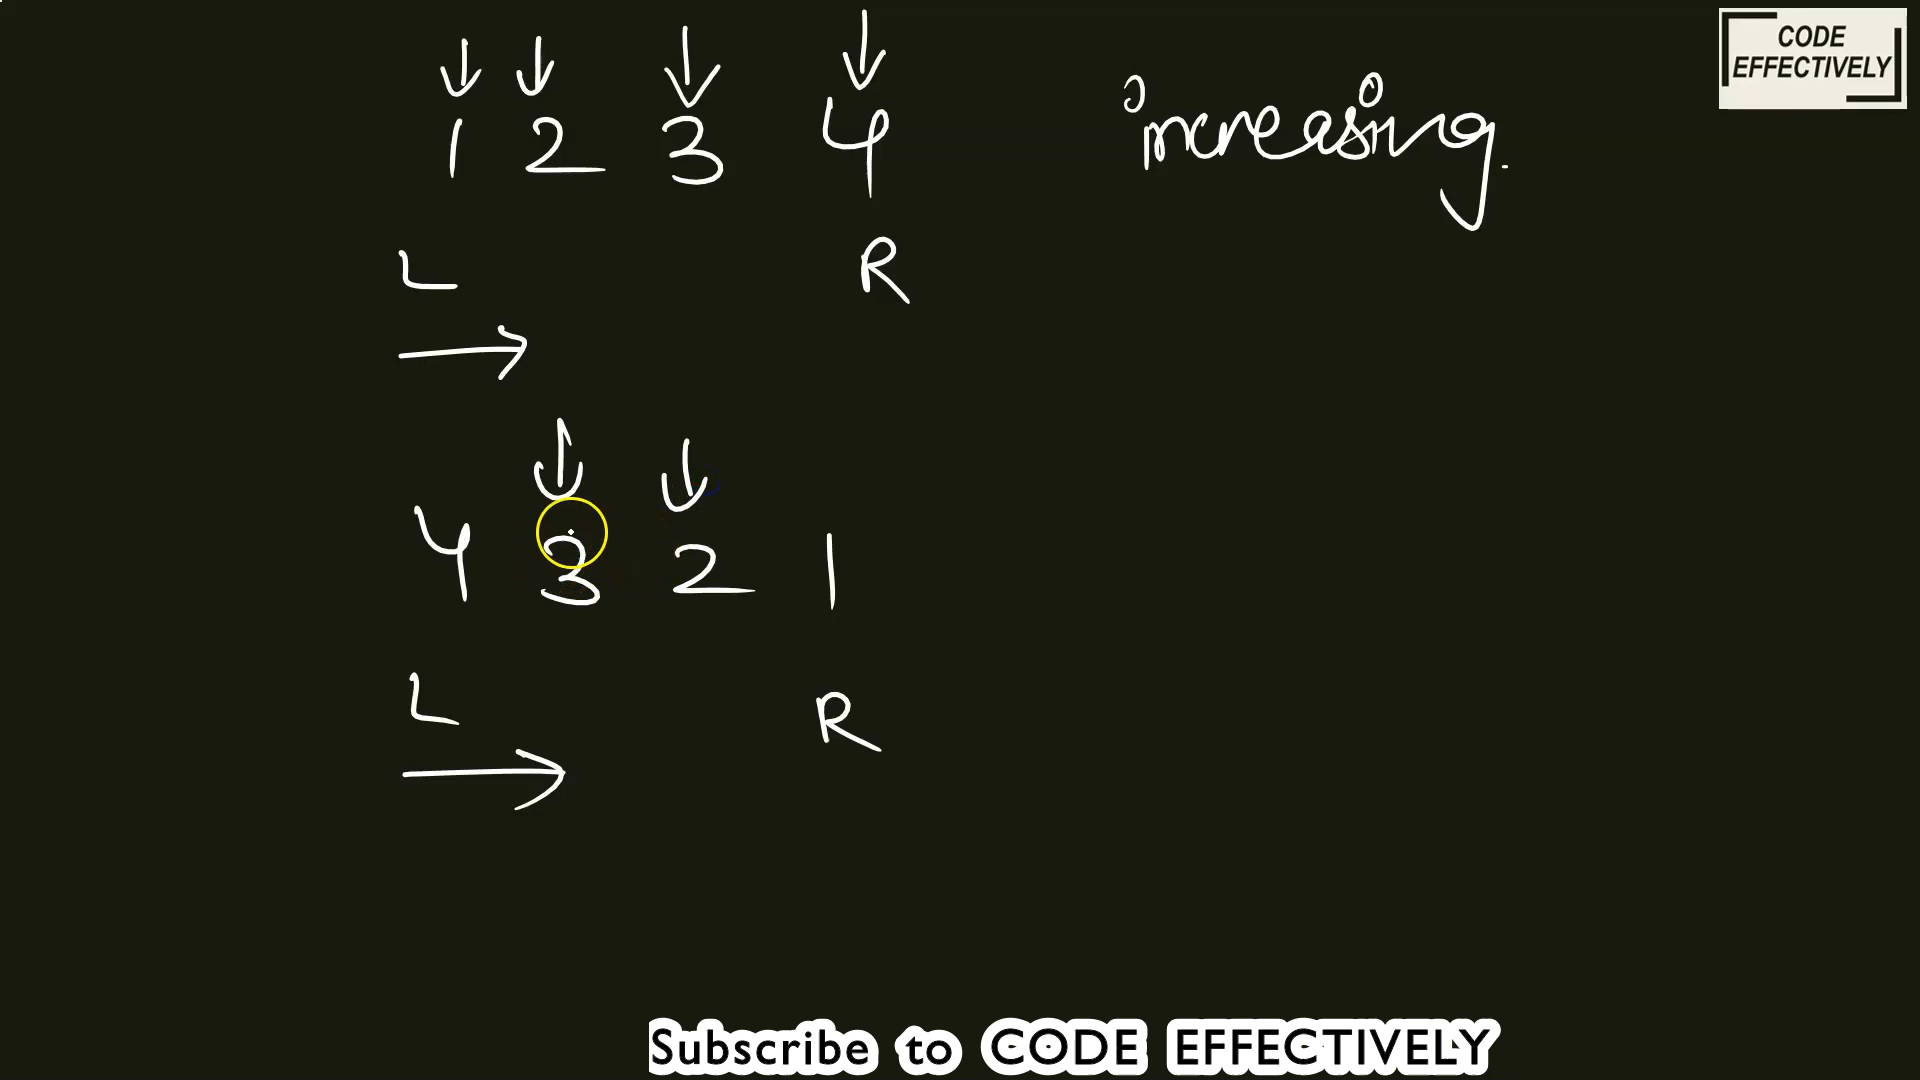 CODE
EFFECTIVELY
1 2 3 4 increasing.
L R
4 3 2 1
L R
Subscribe to CODE EFFECTIVELY